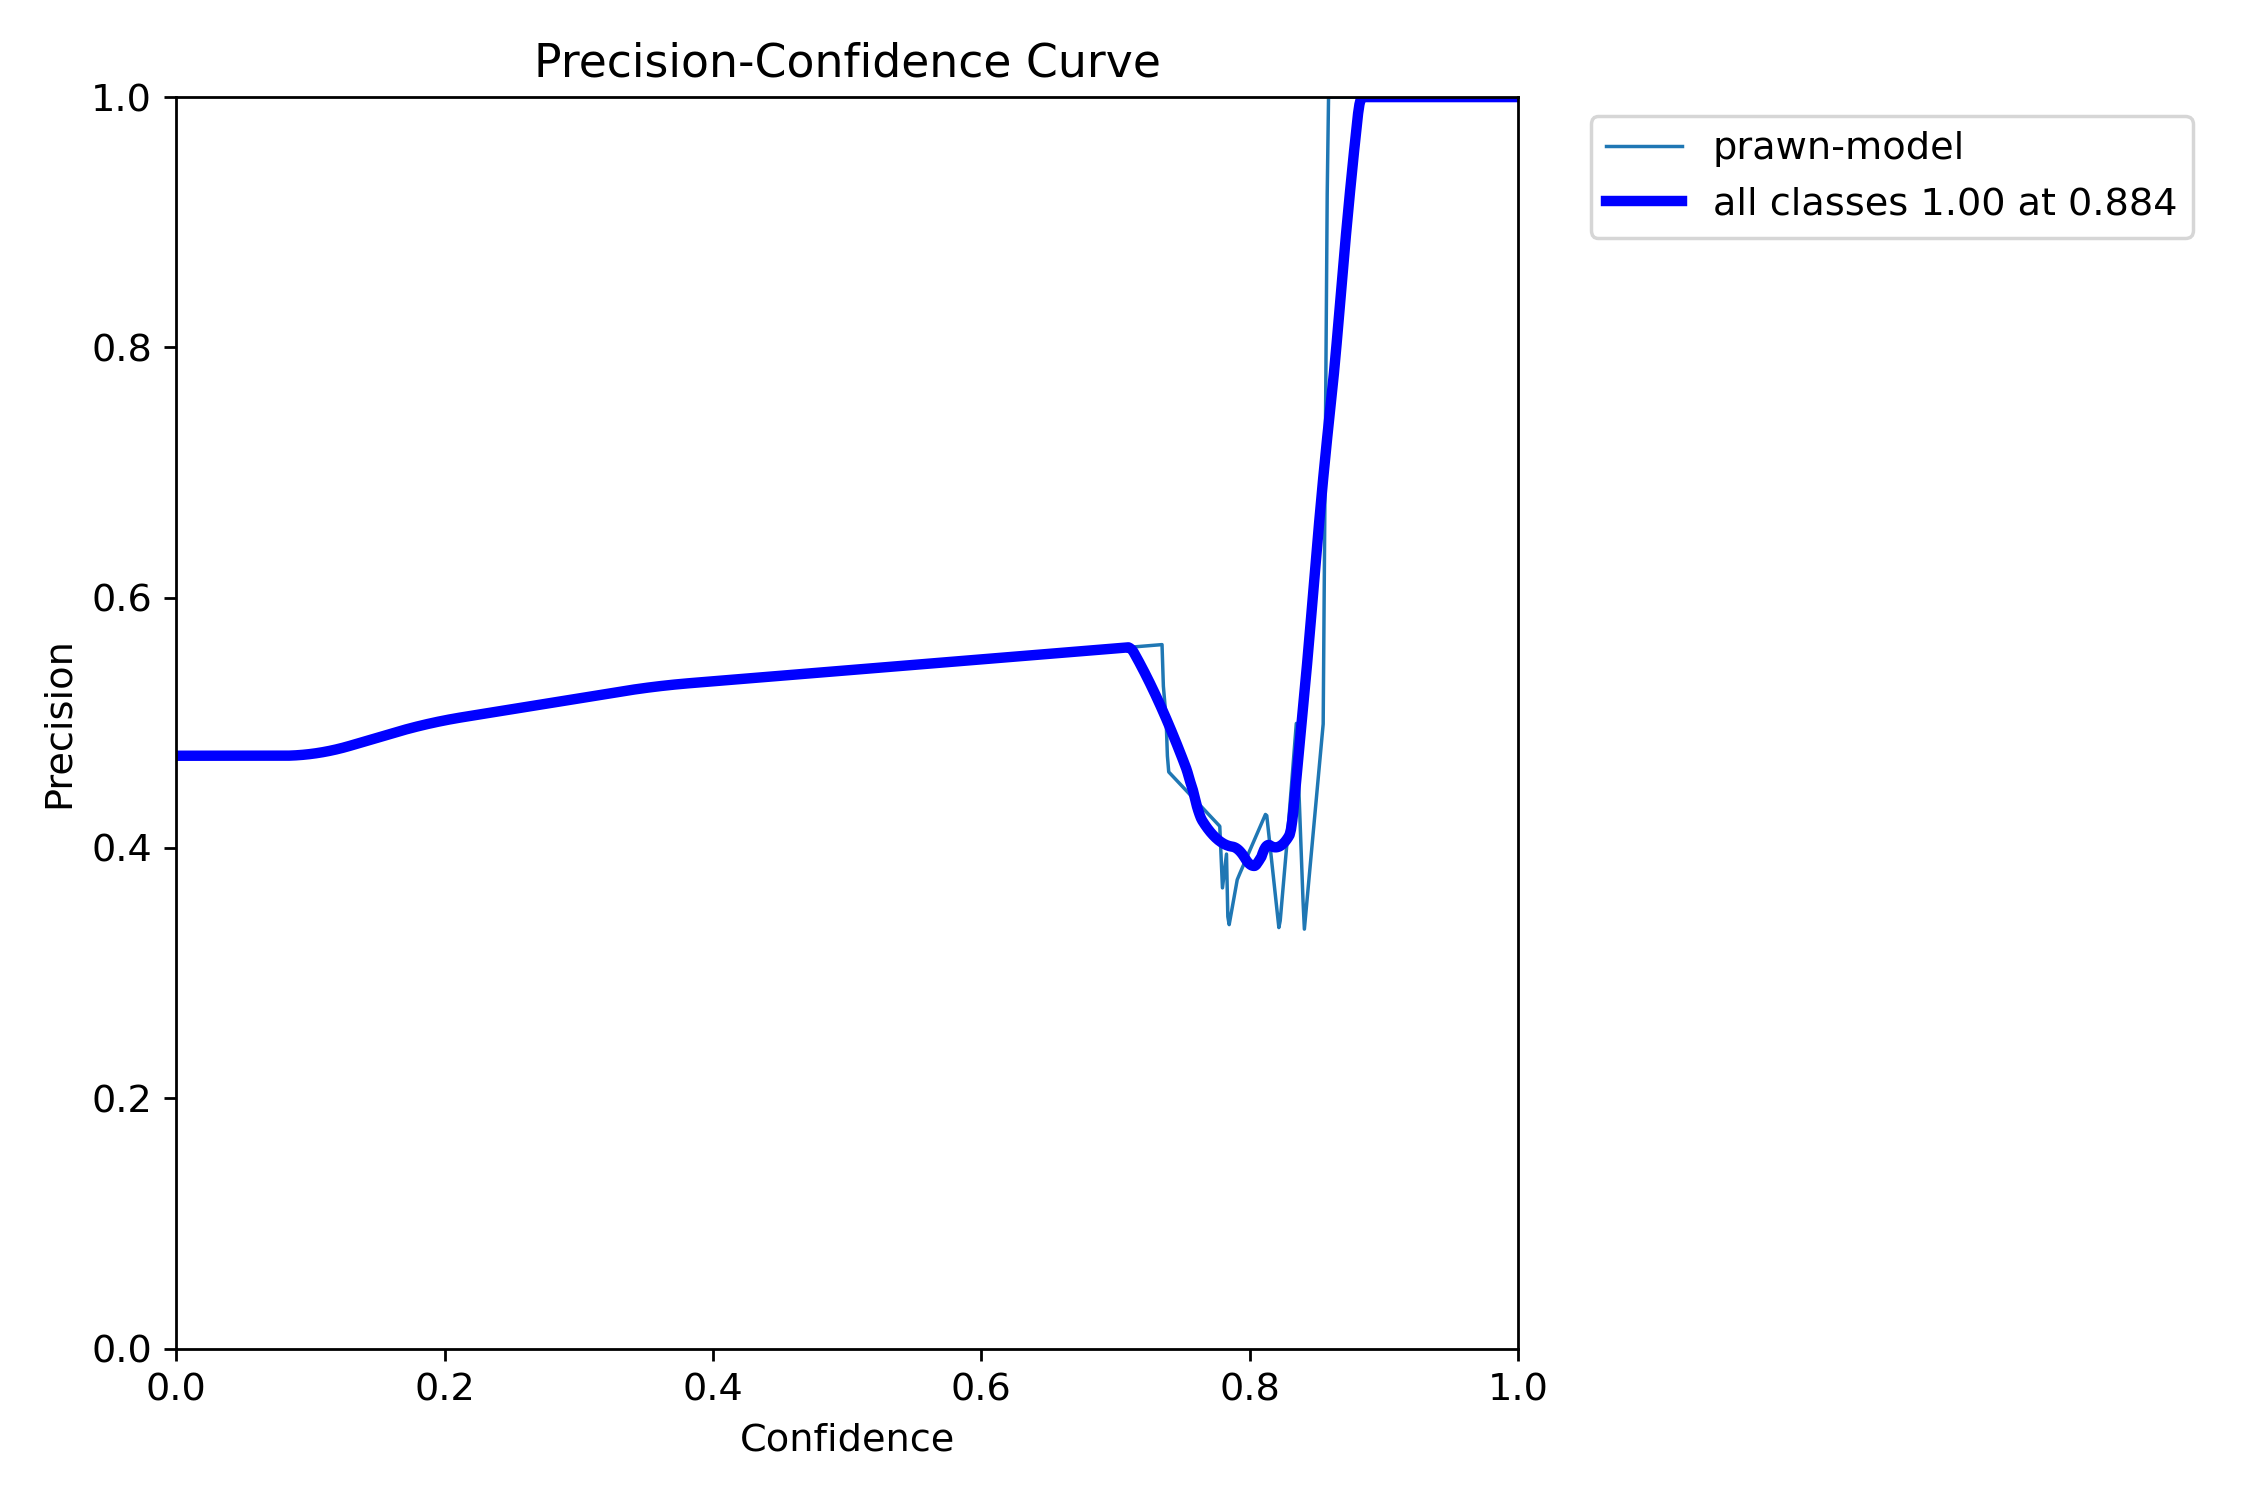 Precision-Confidence Curve
1.0
0.8
0.6
0.4
0.2
0.0
Precision
0.0 0.2 0.4 0.6 0.8 1.0
Confidence
prawn-model
all classes 1.00 at 0.884